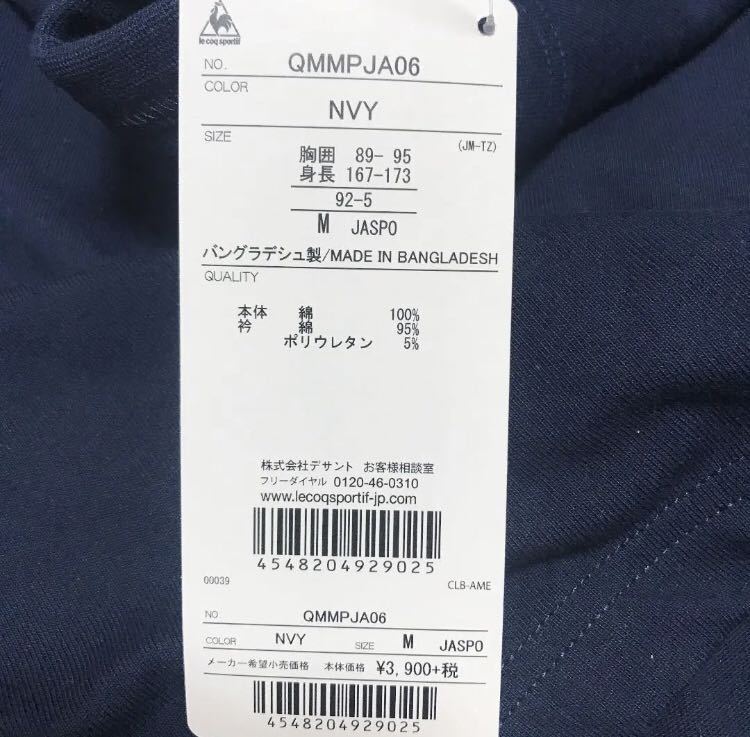 le coq sportif
NO. QMMPJA06
COLOR
NVY
SIZE (JM-TZ)
胸囲 89- 95
身長 167-173
92-5
M JASPO
バングラデシュ製/MADE IN BANGLADESH
QUALITY
本体 綿 100%
衿 綿 95%
ポリウレタン 5%
株式会社デサント お客様相談室
フリーダイヤル 0120-46-0310
www.lecoqsportif-jp.com
4548204929025
00039 CLB-AME
NO. QMMPJA06
COLOR NVY SIZE M JASPO
メーカー希望小売価格 本体価格 ¥3,900+税
4548204929025